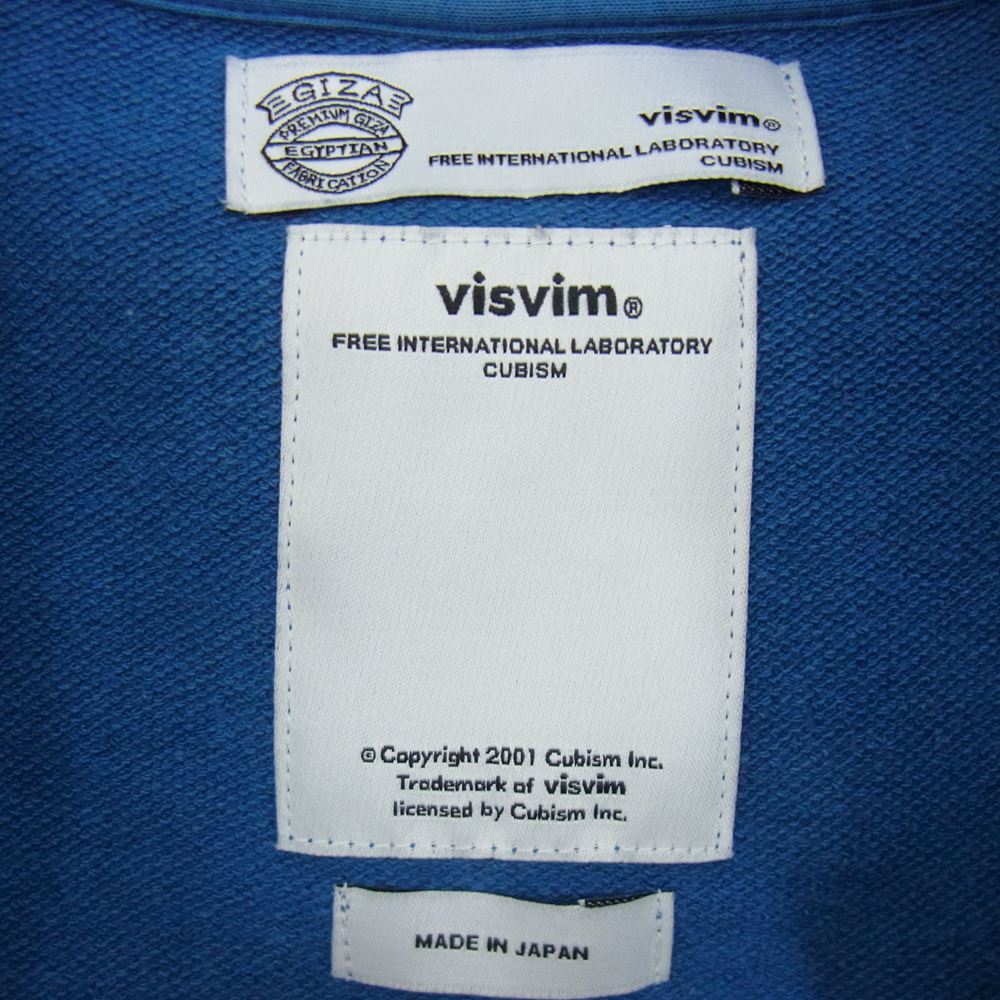 GIZA
PREMIUM GIZA
EGYPTIAN
FABRICATION
visvim®
FREE INTERNATIONAL LABORATORY
CUBISM
visvim®
FREE INTERNATIONAL LABORATORY
CUBISM
© Copyright 2001 Cubism Inc.
Trademark of visvim
licensed by Cubism Inc.
MADE IN JAPAN